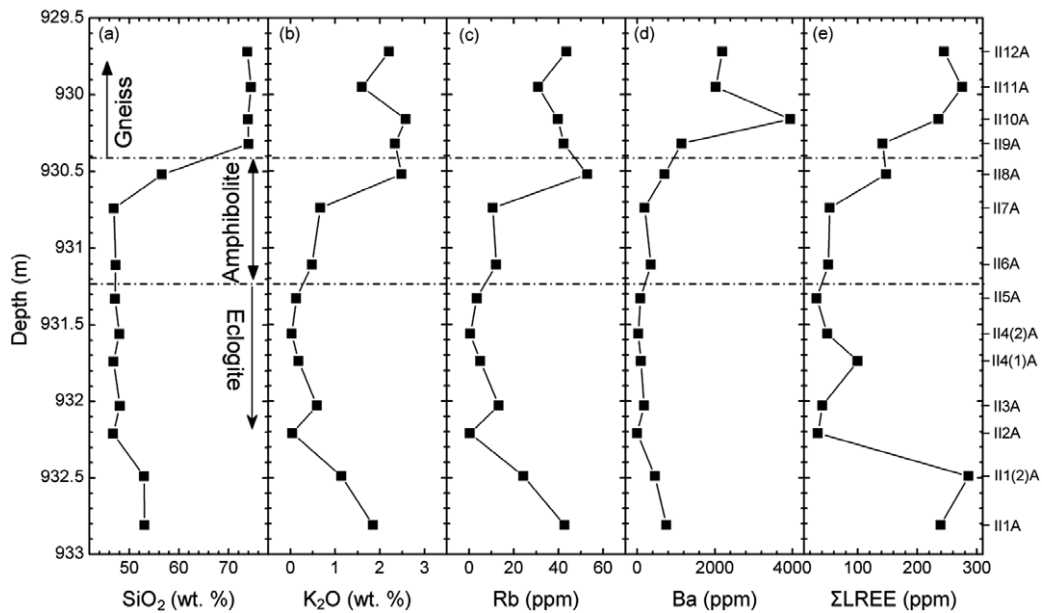 929.5
930
930.5
931
931.5
932
932.5
933
Depth (m)
(a)
(b)
(c)
(d)
(e)
Gneiss
Amphibolite
Eclogite
II12A
II11A
II10A
II9A
II8A
II7A
II6A
II5A
II4(2)A
II4(1)A
II3A
II2A
II1(2)A
II1A
50 60 70
0 1 2 3
0 20 40 60
0 2000 4000
0 100 200 300
SiO₂ (wt. %)
K₂O (wt. %)
Rb (ppm)
Ba (ppm)
ΣLREE (ppm)